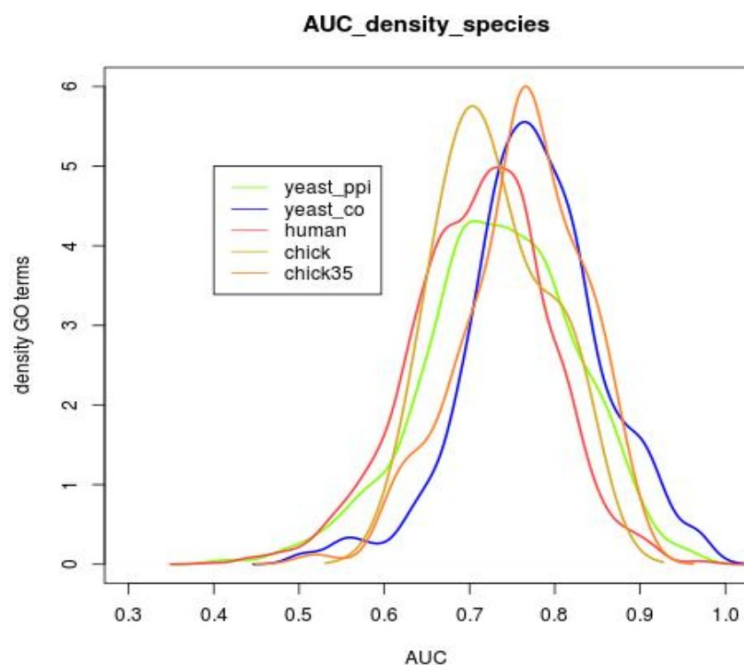 AUC_density_species
6
5
4
3
2
1
0
density GO terms
yeast_ppi
yeast_co
human
chick
chick35
0.3 0.4 0.5 0.6 0.7 0.8 0.9 1.0
AUC